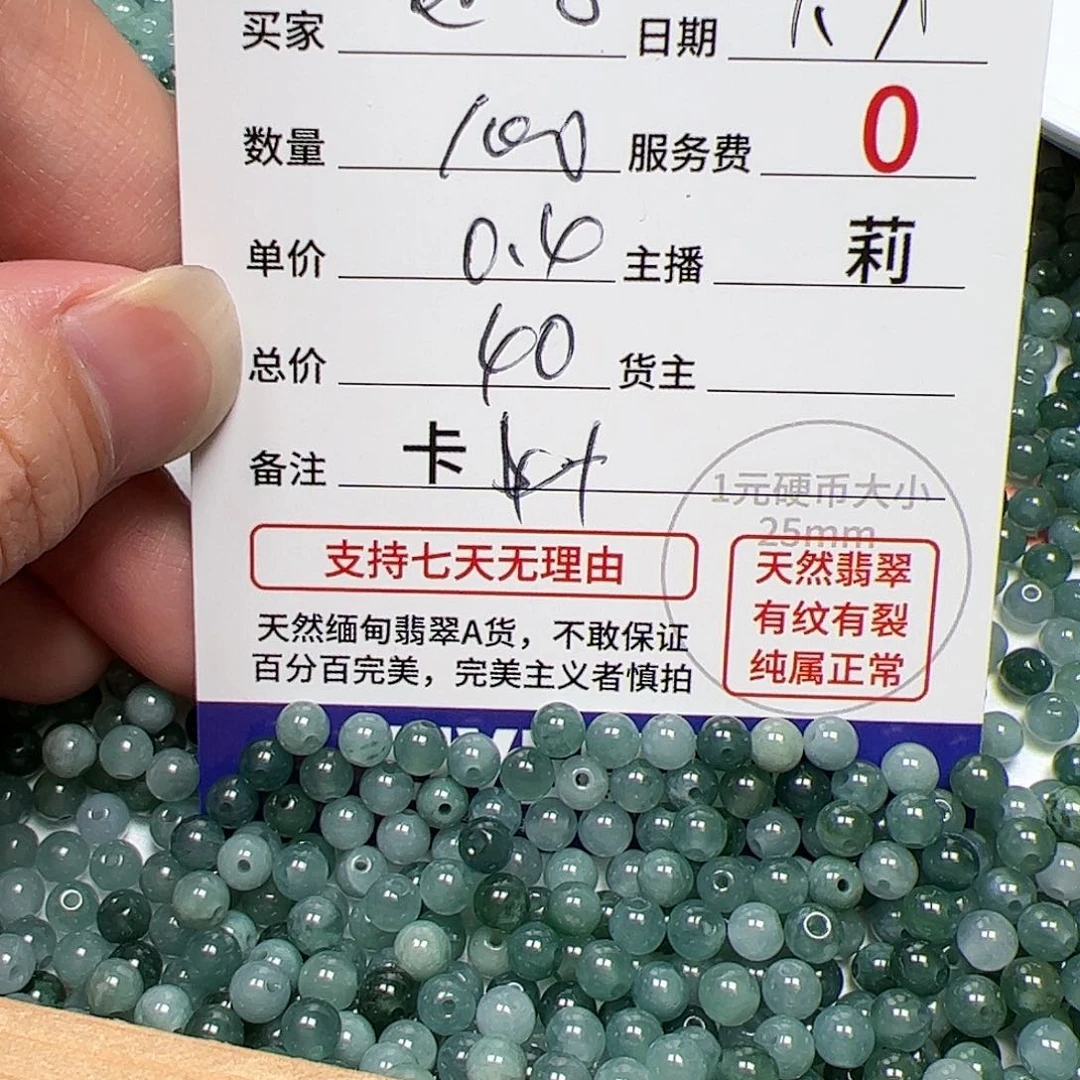 买家 日期
数量 100 服务费 0
单价 0.4 主播 莉
总价 40 货主
备注 卡
1元硬币大小
25mm
支持七天无理由
天然翡翠
有纹有裂
纯属正常
天然缅甸翡翠A货，不敢保证
百分百完美，完美主义者慎拍